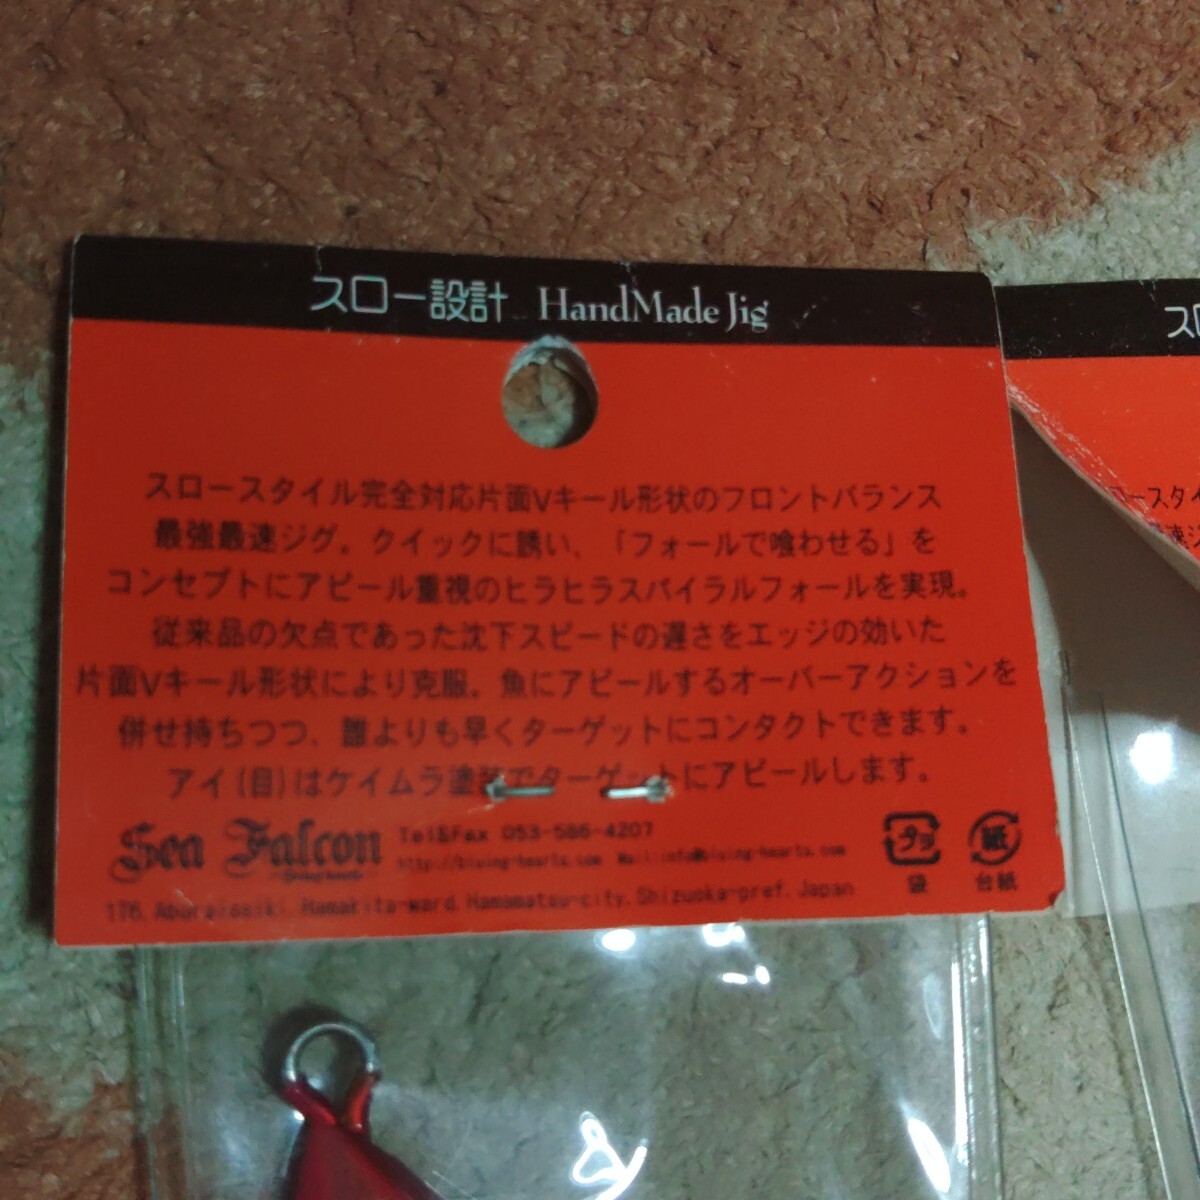 スロー設計 HandMade Jig
スロースタイル完全対応片面Vキール形状のフロントバランス
最強最速ジグ。クイックに誘い、「フォールで喰わせる」を
コンセプトにアピール重視のヒラヒラスパイラルフォールを実現。
従来品の欠点であった沈下スピードの遅さをエッジの効いた
片面Vキール形状により克服。魚にアピールするオーバーアクションを
併せ持ちつつ、誰よりも早くターゲットにコンタクトできます。
アイ(目)はケイムラ塗装でターゲットにアピールします。
Sea Falcon
Tel&Fax 053-586-4207
プラ
袋
紙
台紙
Hamakita-ward, Hamamatsu-city, Shizuoka-pref. Japan
スロ
ロースタイ
速ジ